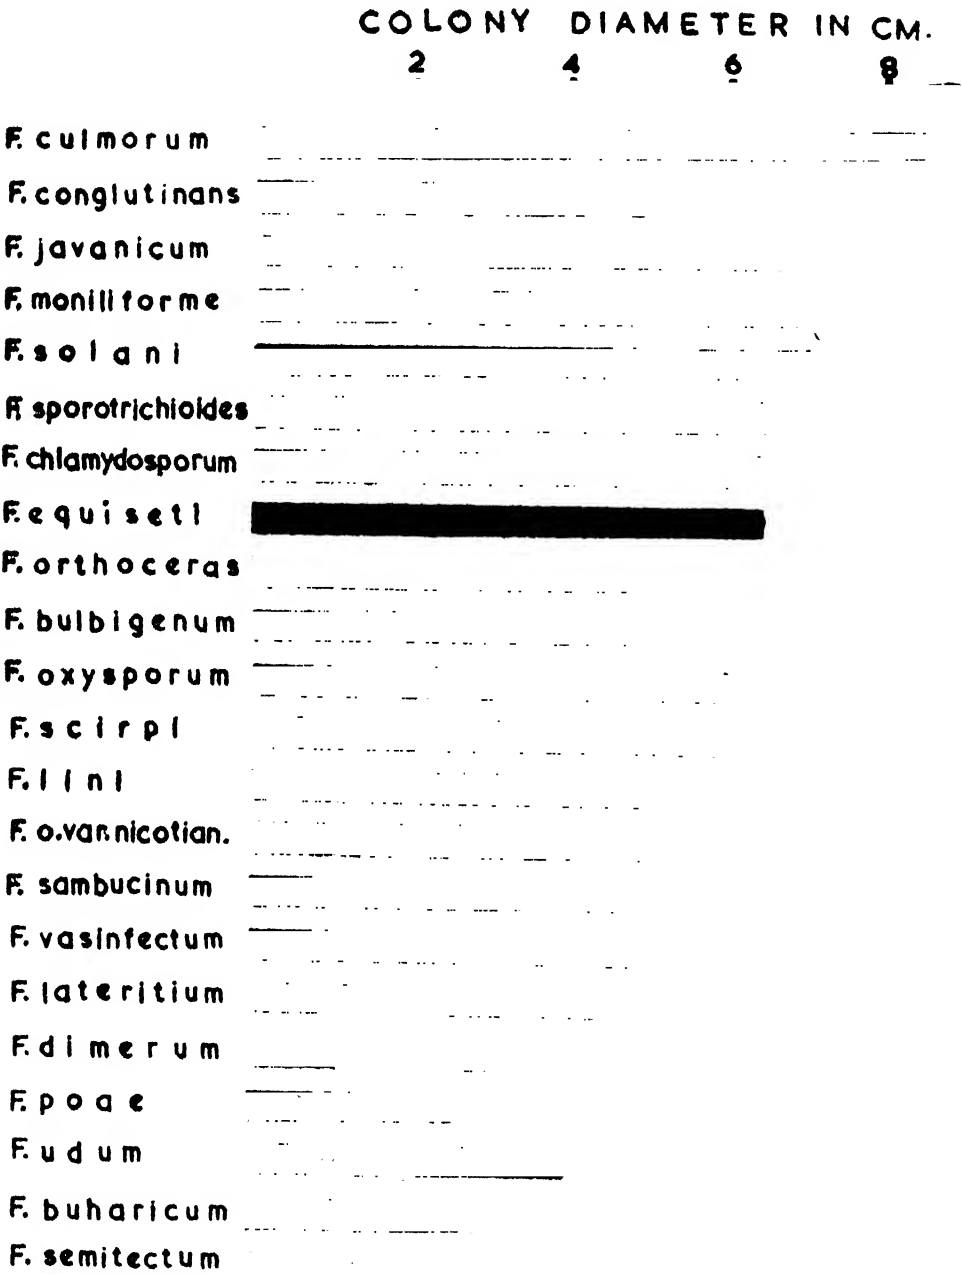 COLONY DIAMETER IN CM.
2 4 6 8
F. culmorum
F. conglutinans
F. javanicum
F. moniliforme
F. solani
F. sporotrichioides
F. chlamydosporum
F. equiseti
F. orthoceras
F. bulbigenum
F. oxysporum
F. scirpi
F. lini
F. o. var. nicotian.
F. sambucinum
F. vasinfectum
F. lateritium
F. dimerum
F. poae
F. udum
F. buharicum
F. semitectum